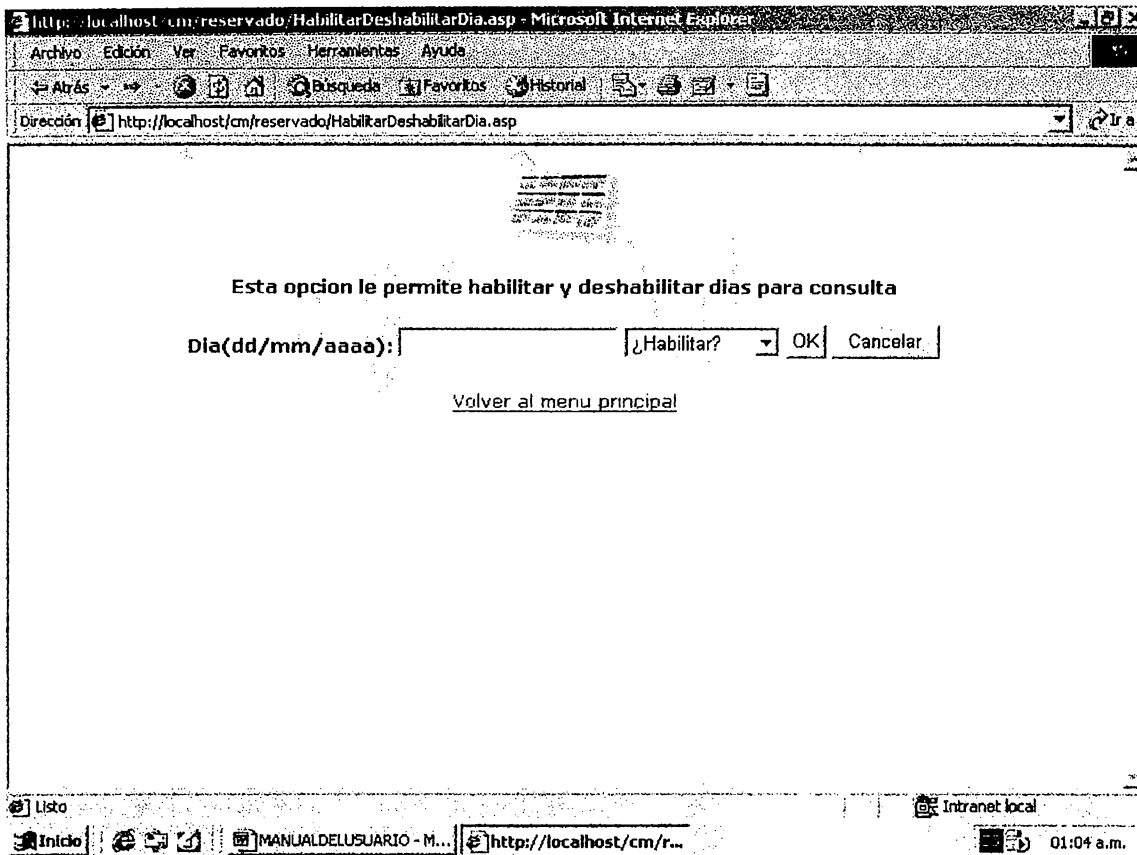 http://localhost/cm/reservado/HabilitarDeshabilitarDia.asp - Microsoft Internet Explorer
Archivo Edición Ver Favoritos Herramientas Ayuda
Atrás Búsqueda Favoritos Historial
Dirección http://localhost/cm/reservado/HabilitarDeshabilitarDia.asp Ir a
Esta opcion le permite habilitar y deshabilitar dias para consulta
Dia(dd/mm/aaaa): ¿Habilitar? OK Cancelar
Volver al menu principal
Listo Intranet local
Inicio MANUALDELUSUARIO - M... http://localhost/cm/r... 01:04 a.m.